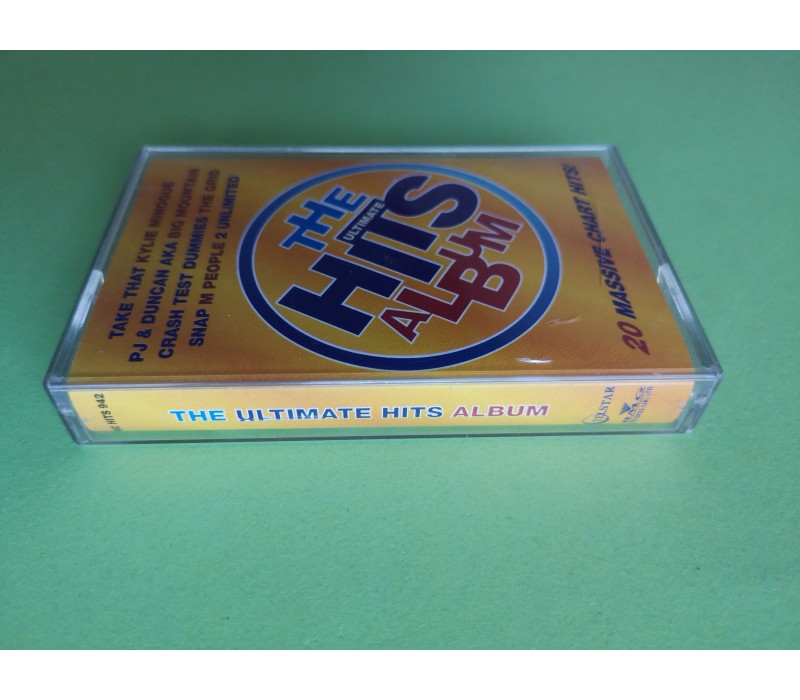 TAKE THAT KYLIE MINOGUE
PJ & DUNCAN AKA BIG MOUNTAIN
CRASH TEST DUMMIES THE GRID
SNAP M PEOPLE 2 UNLIMITED
THE
ULTIMATE
HITS
ALBUM
20 MASSIVE CHART HITS!
HITS 942
THE ULTIMATE HITS ALBUM
STAR